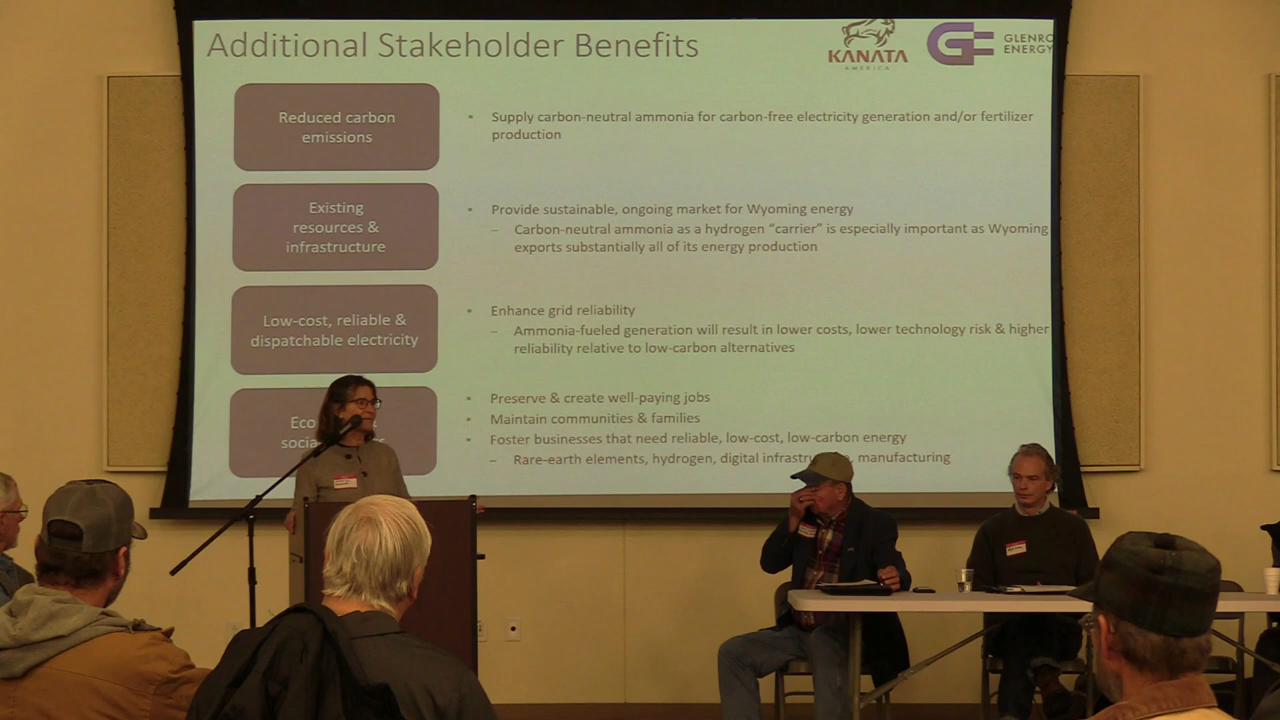 Additional Stakeholder Benefits
KANATA
AMERICA
GF
GLENRO
ENERGY
Reduced carbon
emissions
• Supply carbon-neutral ammonia for carbon-free electricity generation and/or fertilizer
production
Existing
resources &
infrastructure
• Provide sustainable, ongoing market for Wyoming energy
– Carbon-neutral ammonia as a hydrogen “carrier” is especially important as Wyoming
exports substantially all of its energy production
Low-cost, reliable &
dispatchable electricity
• Enhance grid reliability
– Ammonia-fueled generation will result in lower costs, lower technology risk & higher
reliability relative to low-carbon alternatives
Eco
socia
• Preserve & create well-paying jobs
• Maintain communities & families
• Foster businesses that need reliable, low-cost, low-carbon energy
– Rare-earth elements, hydrogen, digital infrastru , manufacturing